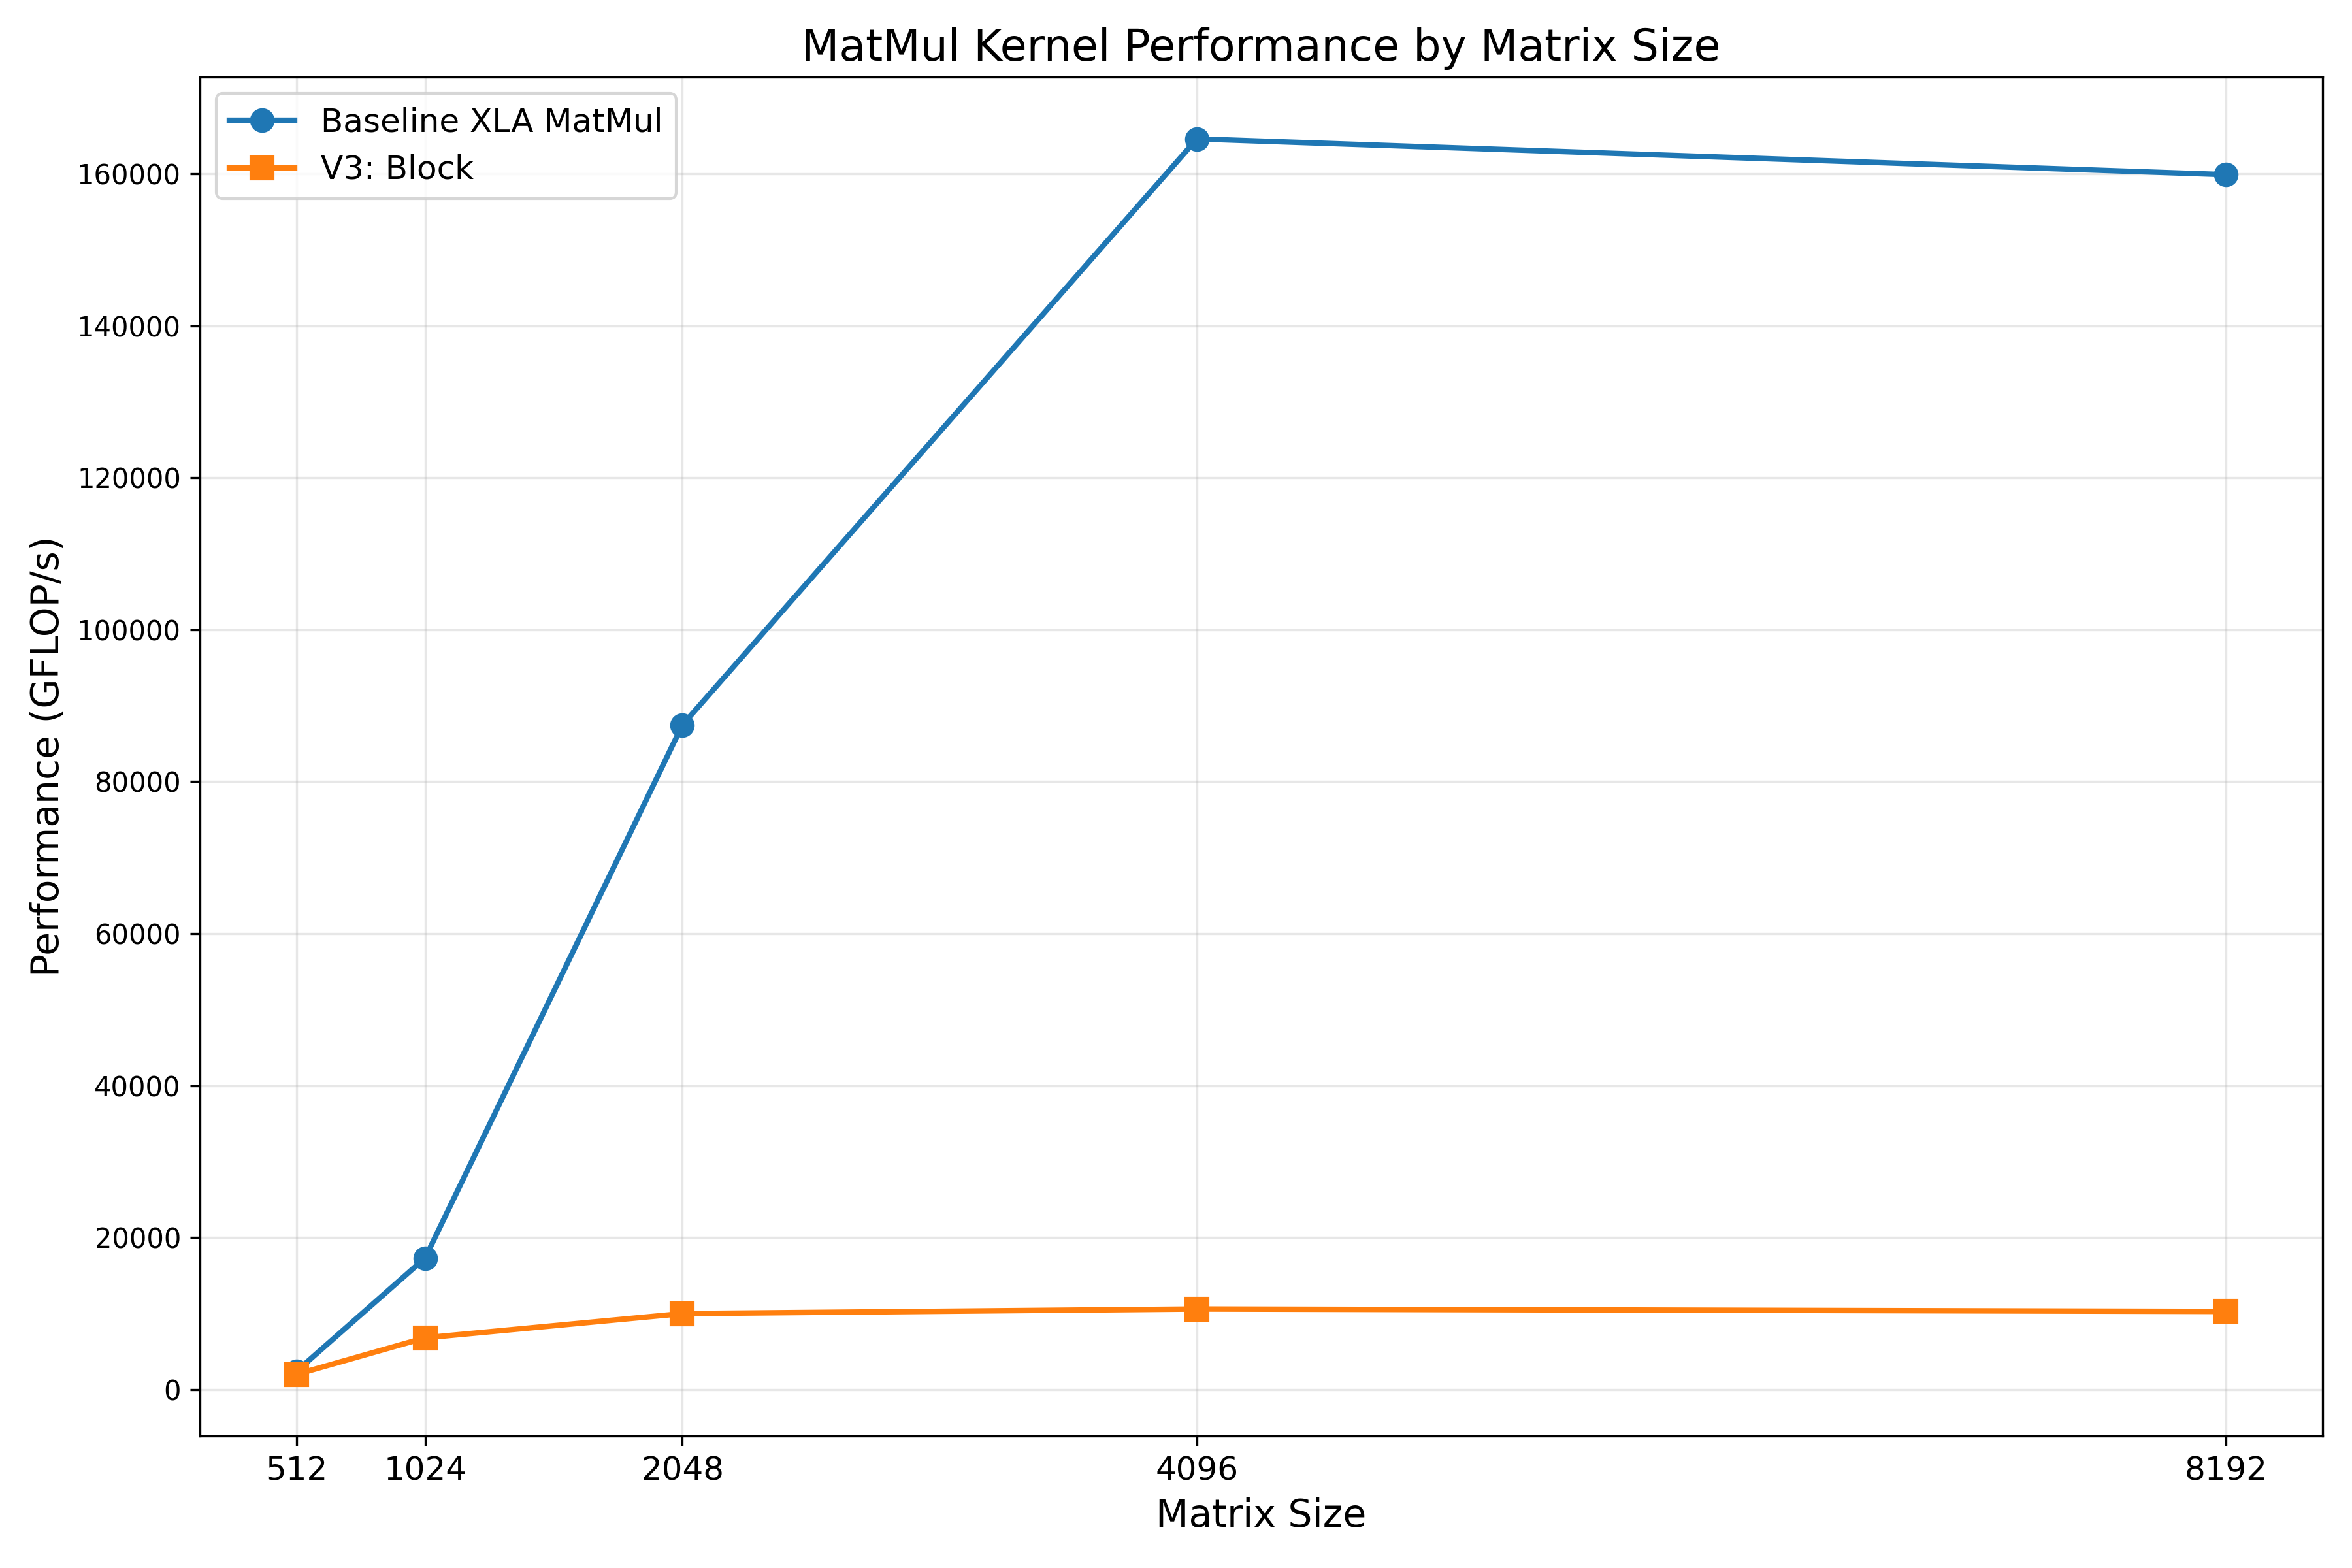 MatMul Kernel Performance by Matrix Size
Baseline XLA MatMul
V3: Block
Performance (GFLOP/s)
160000
140000
120000
100000
80000
60000
40000
20000
0
512 1024 2048 4096 8192
Matrix Size